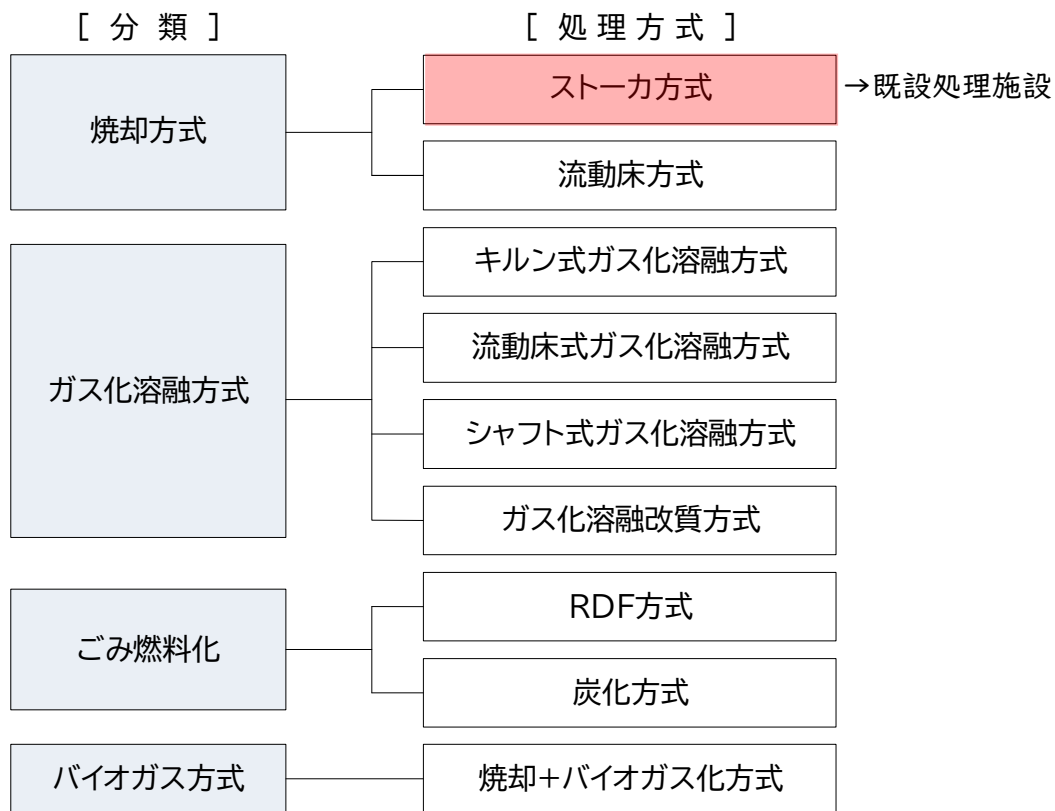 [ 分 類 ]
[ 処 理 方 式 ]
焼却方式
ストーカ方式
→既設処理施設
流動床方式
ガス化溶融方式
キルン式ガス化溶融方式
流動床式ガス化溶融方式
シャフト式ガス化溶融方式
ガス化溶融改質方式
ごみ燃料化
RDF方式
炭化方式
バイオガス方式
焼却+バイオガス化方式